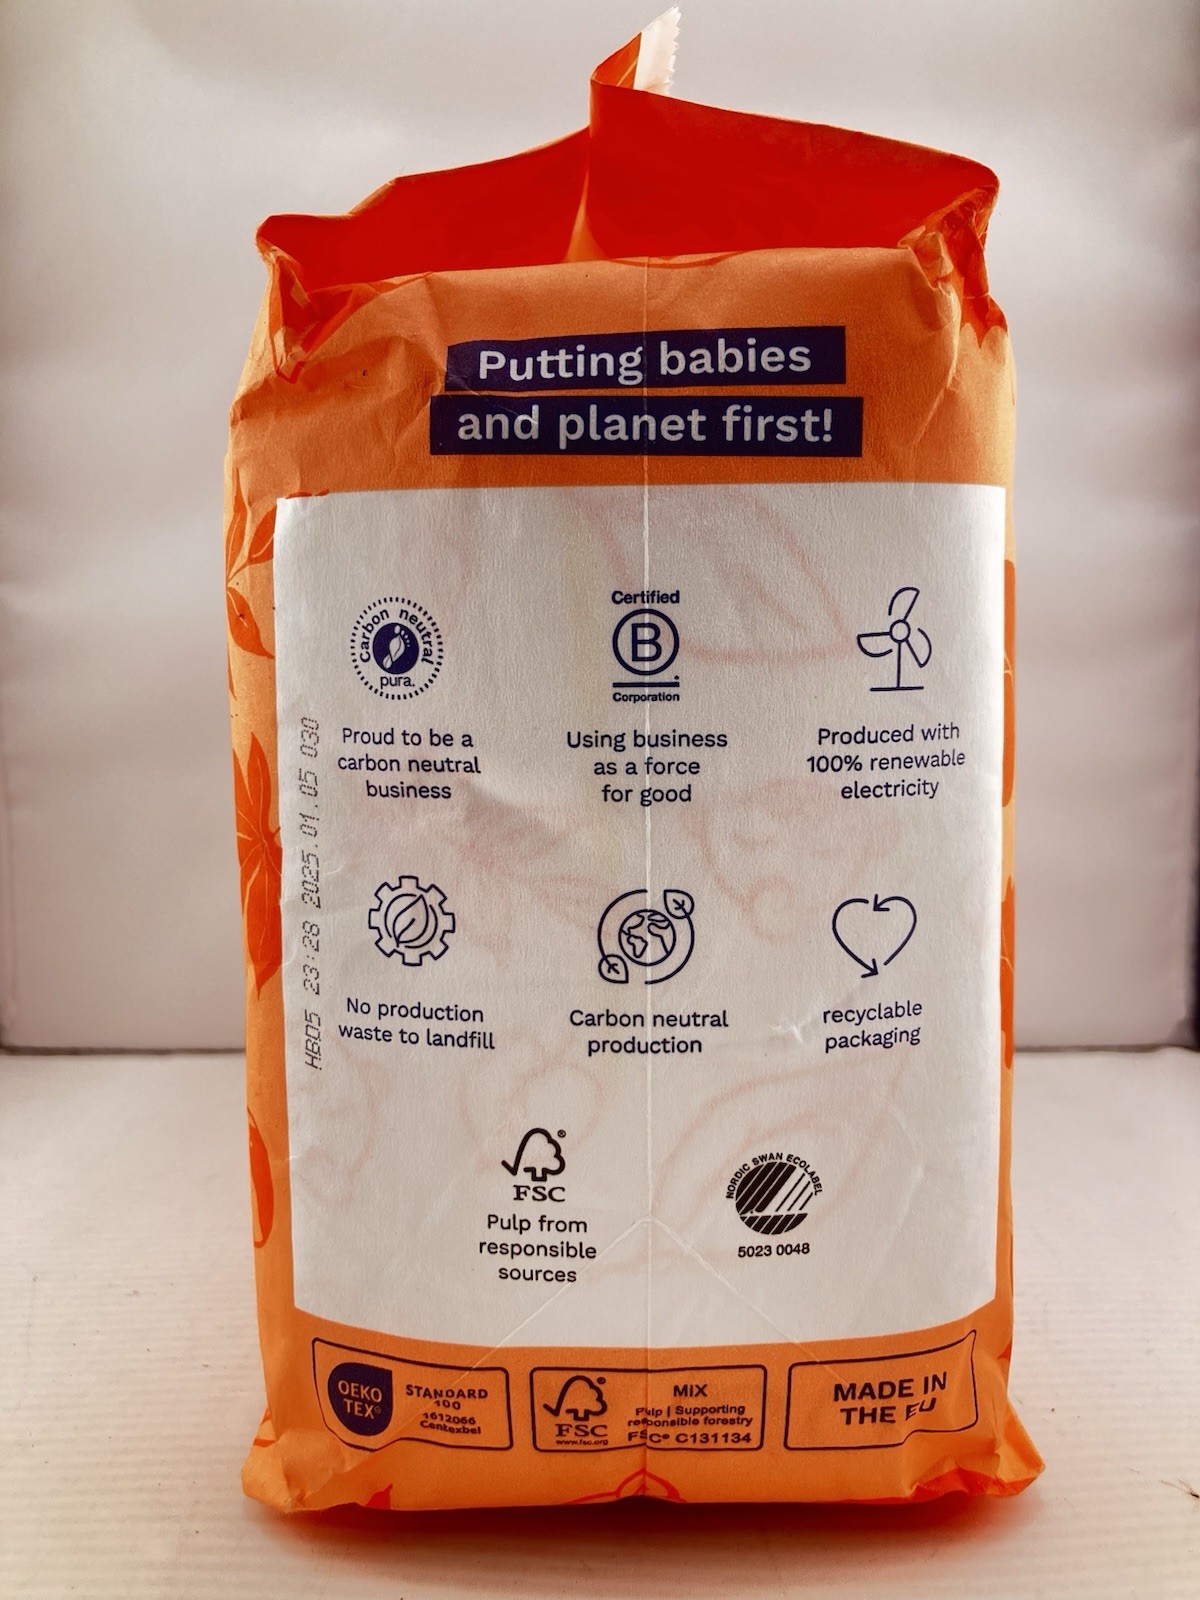 Putting babies
and planet first!
Carbon neutral
pura.
Proud to be a
carbon neutral
business
Certified
B
Corporation
Using business
as a force
for good
Produced with
100% renewable
electricity
HB05 23:28 2025.01.05 030
No production
waste to landfill
Carbon neutral
production
recyclable
packaging
FSC®
Pulp from
responsible
sources
NORDIC SWAN ECOLABEL
5023 0048
OEKO
TEX®
STANDARD
100
1612066
Centexbel
FSC®
www.fsc.org
MIX
Pulp | Supporting
responsible forestry
FSC® C131134
MADE IN
THE EU